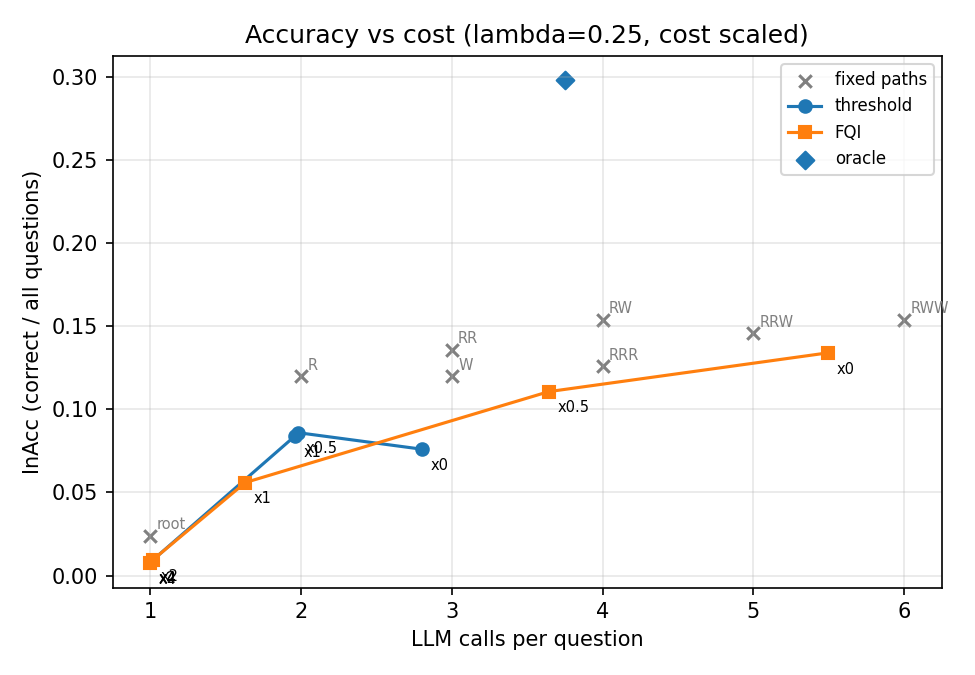 Accuracy vs cost (lambda=0.25, cost scaled)
fixed paths
threshold
FQI
oracle
0.30
0.25
0.20
0.15
0.10
0.05
0.00
InAcc (correct / all questions)
RW
RWW
RRW
RR
RRR
R
W
x0
x0.5
x0.5
x1
x0
x1
root
x2
x4
1
2
3
4
5
6
LLM calls per question